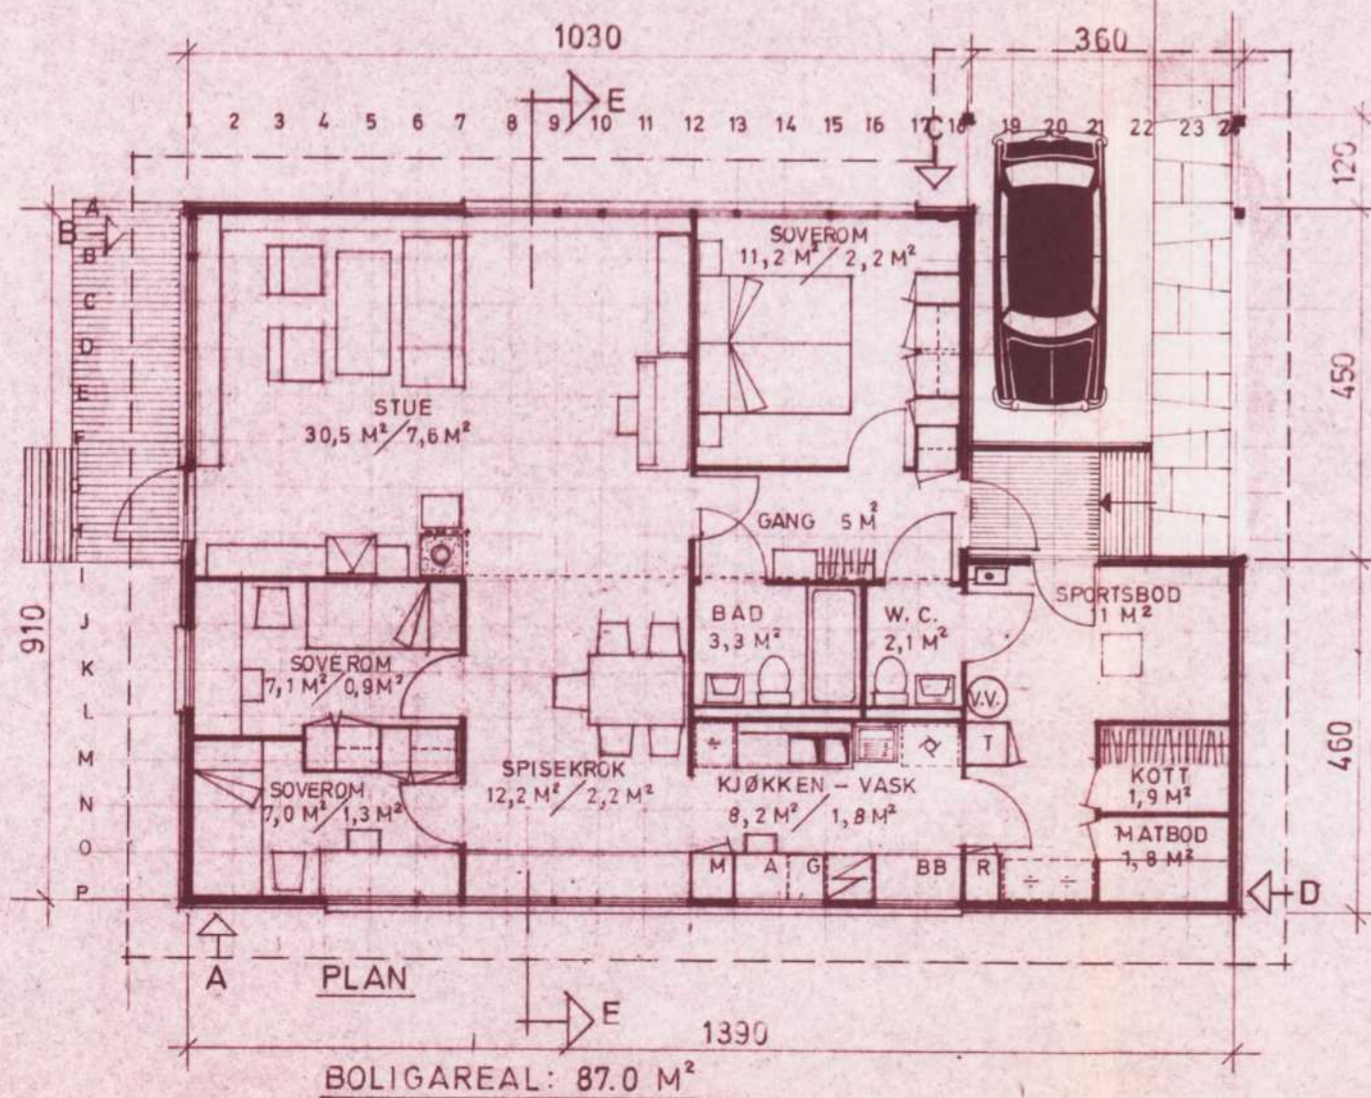 1030
360
E
1 2 3 4 5 6 7 8 9 10 11 12 13 14 15 16 17 18 19 20 21 22 23
C
120
A
B
B
C
D
E
F
H
I
J
K
L
M
N
O
P
SOVEROM
11,2 M² / 2,2 M²
STUE
30,5 M² / 7,6 M²
450
GANG 5 M²
SPORTSBOD
1 M²
BAD
3,3 M²
W.C.
2,1 M²
910
SOVEROM
7,1 M² / 0,9 M²
V.V.
T
460
SPISEKROK
12,2 M² / 2,2 M²
KJØKKEN - VASK
8,2 M² / 1,8 M²
KOTT
1,9 M²
SOVEROM
7,0 M² / 1,3 M²
MATBOD
1,8 M²
M A G BB R
D
A
PLAN
E
1390
BOLIGAREAL: 87.0 M²